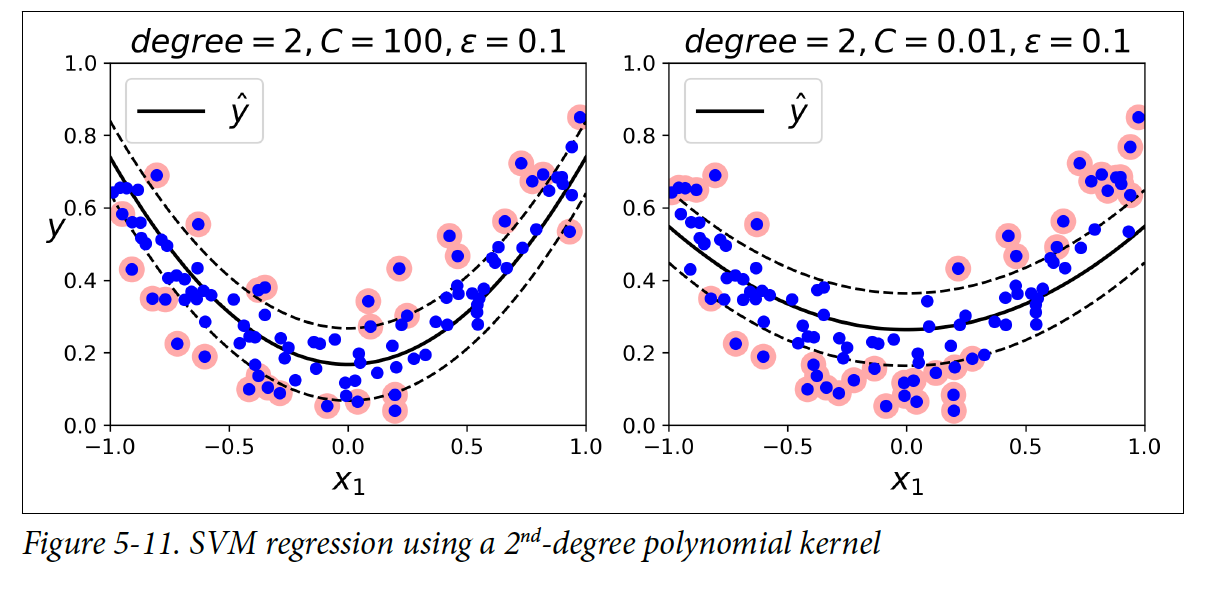 degree = 2, C = 100, ε = 0.1
degree = 2, C = 0.01, ε = 0.1
1.0
0.8
0.6
0.4
0.2
0.0
y
ŷ
−1.0 −0.5 0.0 0.5 1.0
x₁
1.0
0.8
0.6
0.4
0.2
0.0
ŷ
−1.0 −0.5 0.0 0.5 1.0
x₁
Figure 5-11. SVM regression using a 2nd-degree polynomial kernel